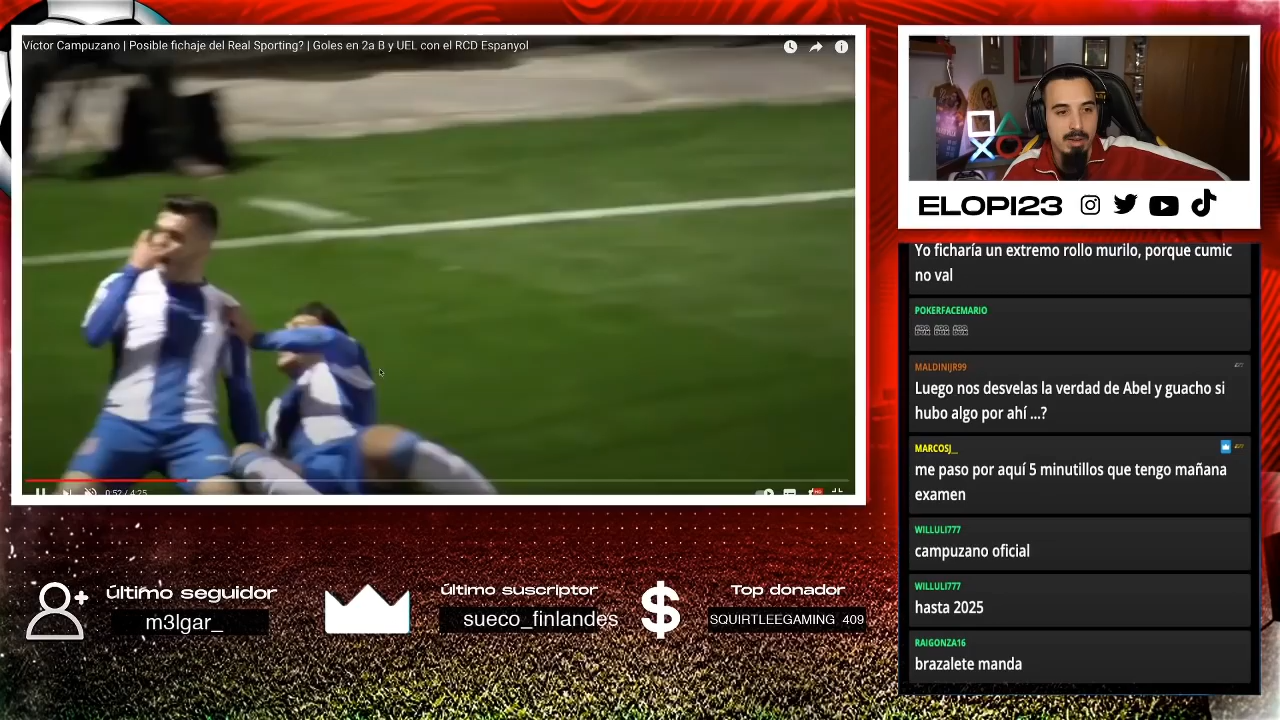 Víctor Campuzano | Posible fichaje del Real Sporting? | Goles en 2a B y UEL con el RCD Espanyol
0:52 / 4:25
ELOPI23
Yo ficharía un extremo rollo murilo, porque cumic
no val
POKERFACEMARIO
MALDINIJR99
Luego nos desvelas la verdad de Abel y guacho si
hubo algo por ahí ...?
MARCOSJ_
me paso por aquí 5 minutillos que tengo mañana
examen
WILLULI777
campuzano oficial
WILLULI777
hasta 2025
RAIGONZA16
brazalete manda
último seguidor
m3lgar_
último suscriptor
sueco_finlandes
Top donador
SQUIRTLEEGAMING 409